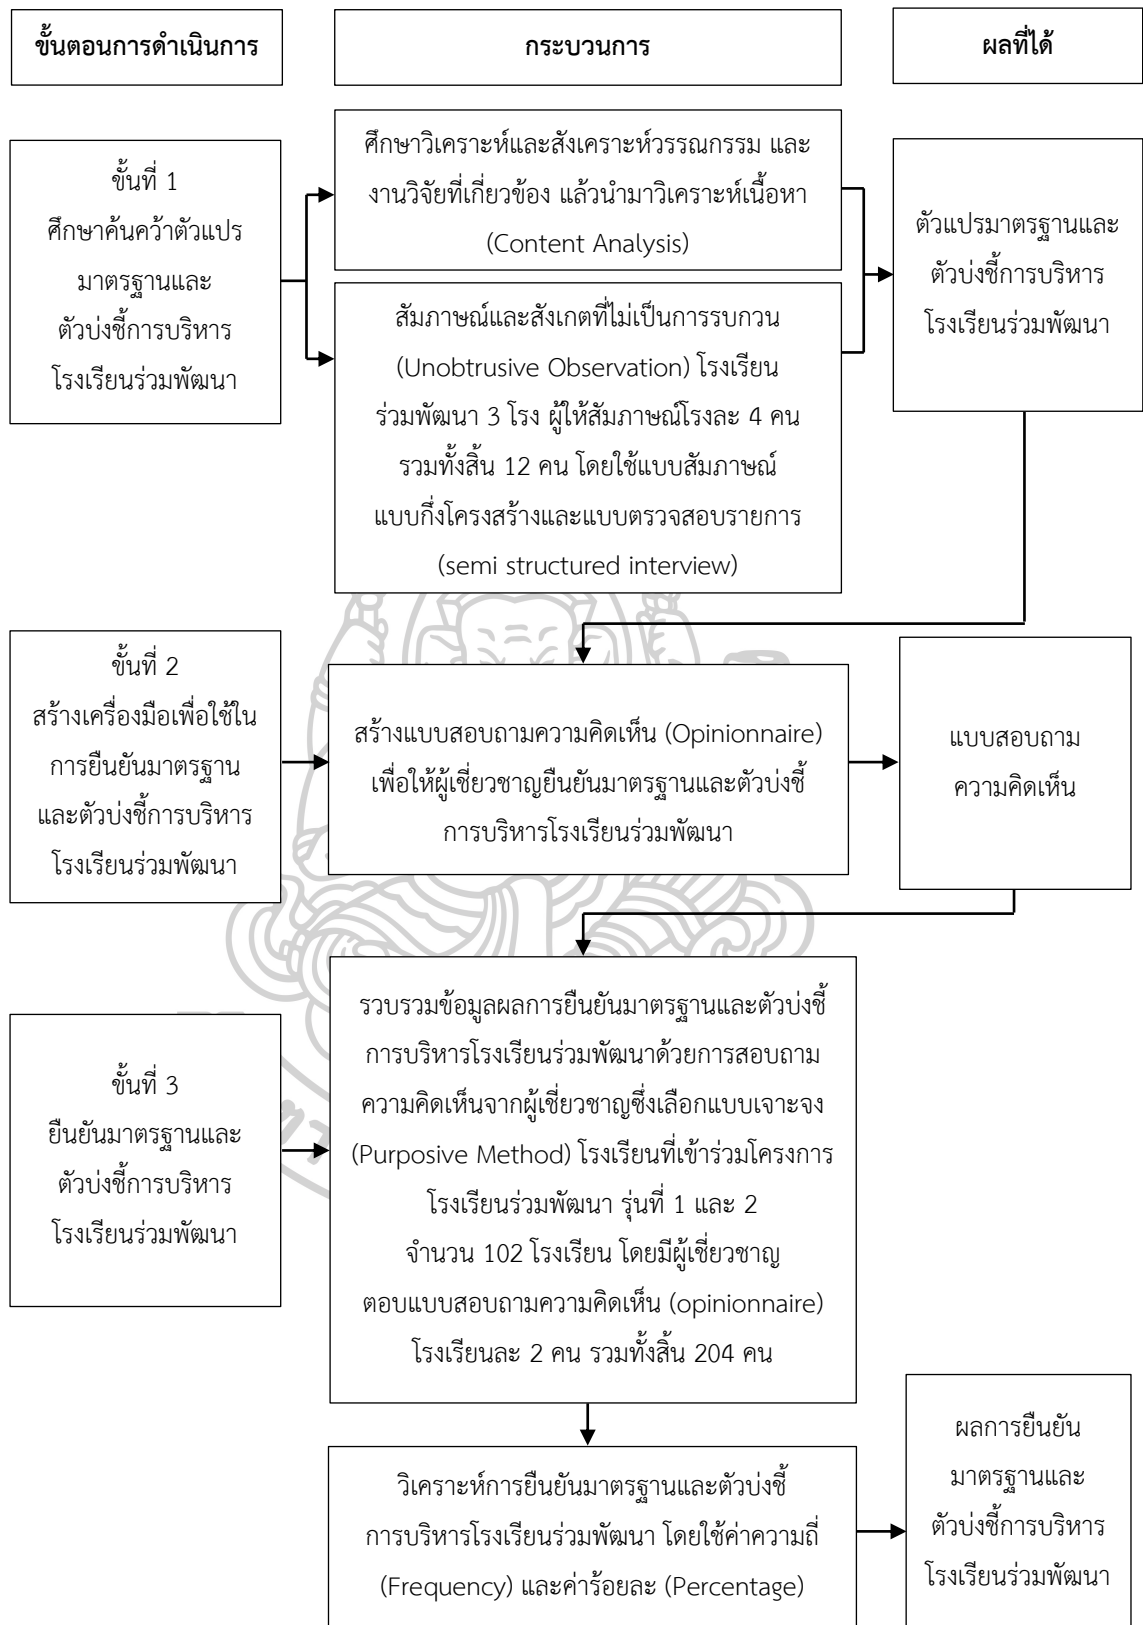 ขั้นตอนการดำเนินการ
กระบวนการ
ผลที่ได้
ขั้นที่ 1
ศึกษาค้นคว้าตัวแปร
มาตรฐานและ
ตัวบ่งชี้การบริหาร
โรงเรียนร่วมพัฒนา
ศึกษาวิเคราะห์และสังเคราะห์วรรณกรรม และ
งานวิจัยที่เกี่ยวข้อง แล้วนำมาวิเคราะห์เนื้อหา
(Content Analysis)
สัมภาษณ์และสังเกตที่ไม่เป็นการรบกวน
(Unobtrusive Observation) โรงเรียน
ร่วมพัฒนา 3 โรง ผู้ให้สัมภาษณ์โรงละ 4 คน
รวมทั้งสิ้น 12 คน โดยใช้แบบสัมภาษณ์
แบบกึ่งโครงสร้างและแบบตรวจสอบรายการ
(semi structured interview)
ตัวแปรมาตรฐานและ
ตัวบ่งชี้การบริหาร
โรงเรียนร่วมพัฒนา
ขั้นที่ 2
สร้างเครื่องมือเพื่อใช้ใน
การยืนยันมาตรฐาน
และตัวบ่งชี้การบริหาร
โรงเรียนร่วมพัฒนา
สร้างแบบสอบถามความคิดเห็น (Opinionnaire)
เพื่อให้ผู้เชี่ยวชาญยืนยันมาตรฐานและตัวบ่งชี้
การบริหารโรงเรียนร่วมพัฒนา
แบบสอบถาม
ความคิดเห็น
ขั้นที่ 3
ยืนยันมาตรฐานและ
ตัวบ่งชี้การบริหาร
โรงเรียนร่วมพัฒนา
รวบรวมข้อมูลผลการยืนยันมาตรฐานและตัวบ่งชี้
การบริหารโรงเรียนร่วมพัฒนาด้วยการสอบถาม
ความคิดเห็นจากผู้เชี่ยวชาญซึ่งเลือกแบบเจาะจง
(Purposive Method) โรงเรียนที่เข้าร่วมโครงการ
โรงเรียนร่วมพัฒนา รุ่นที่ 1 และ 2
จำนวน 102 โรงเรียน โดยมีผู้เชี่ยวชาญ
ตอบแบบสอบถามความคิดเห็น (opinionnaire)
โรงเรียนละ 2 คน รวมทั้งสิ้น 204 คน
วิเคราะห์การยืนยันมาตรฐานและตัวบ่งชี้
การบริหารโรงเรียนร่วมพัฒนา โดยใช้ค่าความถี่
(Frequency) และค่าร้อยละ (Percentage)
ผลการยืนยัน
มาตรฐานและ
ตัวบ่งชี้การบริหาร
โรงเรียนร่วมพัฒนา